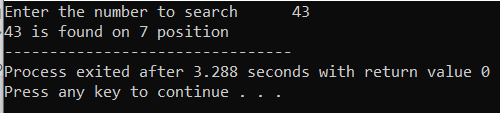 Enter the number to search      43
43 is found on 7 position
--------------------------------
Process exited after 3.288 seconds with return value 0
Press any key to continue . . .